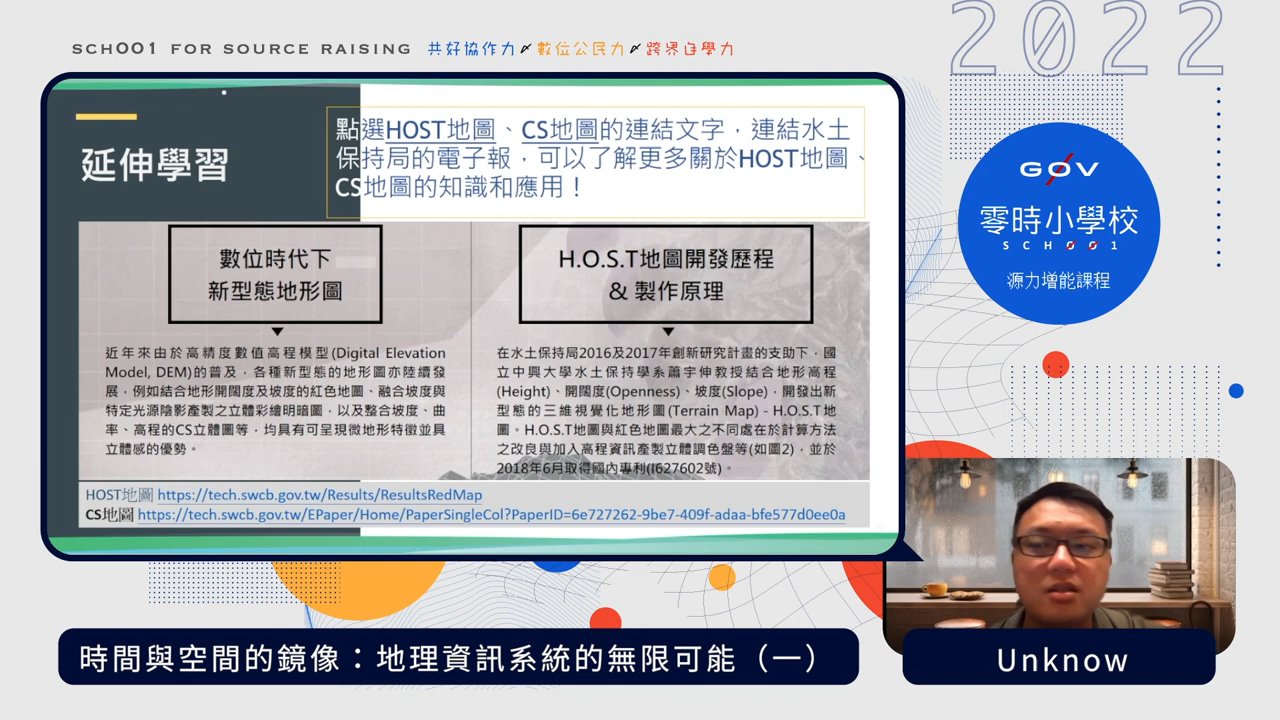 SCHOO1 FOR SOURCE RAISING 共好協作力 數位公民力 跨界自學力
2022
延伸學習
點選HOST地圖、CS地圖的連結文字，連結水土
保持局的電子報，可以了解更多關於HOST地圖、
CS地圖的知識和應用！
數位時代下
新型態地形圖
近年來由於高精度數值高程模型(Digital Elevation
Model, DEM)的普及，各種新型態的地形圖亦陸續發
展，例如結合地形開闊度及坡度的紅色地圖、融合坡度與
特定光源陰影產製之立體彩繪明暗圖，以及整合坡度、曲
率、高程的CS立體圖等，均具有可呈現微地形特徵並具
立體感的優勢。
H.O.S.T地圖開發歷程
& 製作原理
在水土保持局2016及2017年創新研究計畫的支助下，國
立中興大學水土保持學系蕭宇伸教授結合地形高程
(Height)、開闊度(Openness)、坡度(Slope)，開發出新
型態的三維視覺化地形圖(Terrain Map) - H.O.S.T地
圖。H.O.S.T地圖與紅色地圖最大之不同處在於計算方法
之改良與加入高程資訊產製立體調色盤等(如圖2)，並於
2018年6月取得國內專利(I627602號)。
HOST地圖 https://tech.swcb.gov.tw/Results/ResultsRedMap
CS地圖 https://tech.swcb.gov.tw/EPaper/Home/PaperSingleCol?PaperID=6e727262-9be7-409f-adaa-bfe577d0ee0a
G0V
零時小學校
SCH001
源力增能課程
時間與空間的鏡像：地理資訊系統的無限可能（一）
Unknow